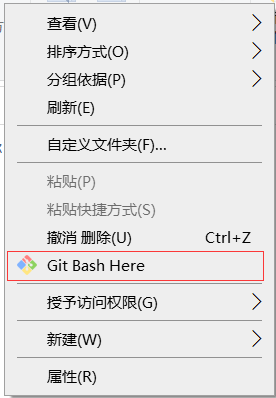 查看(V)
排序方式(O)
分组依据(P)
刷新(E)
自定义文件夹(F)...
粘贴(P)
粘贴快捷方式(S)
撤消 删除(U) Ctrl+Z
Git Bash Here
授予访问权限(G)
新建(W)
属性(R)